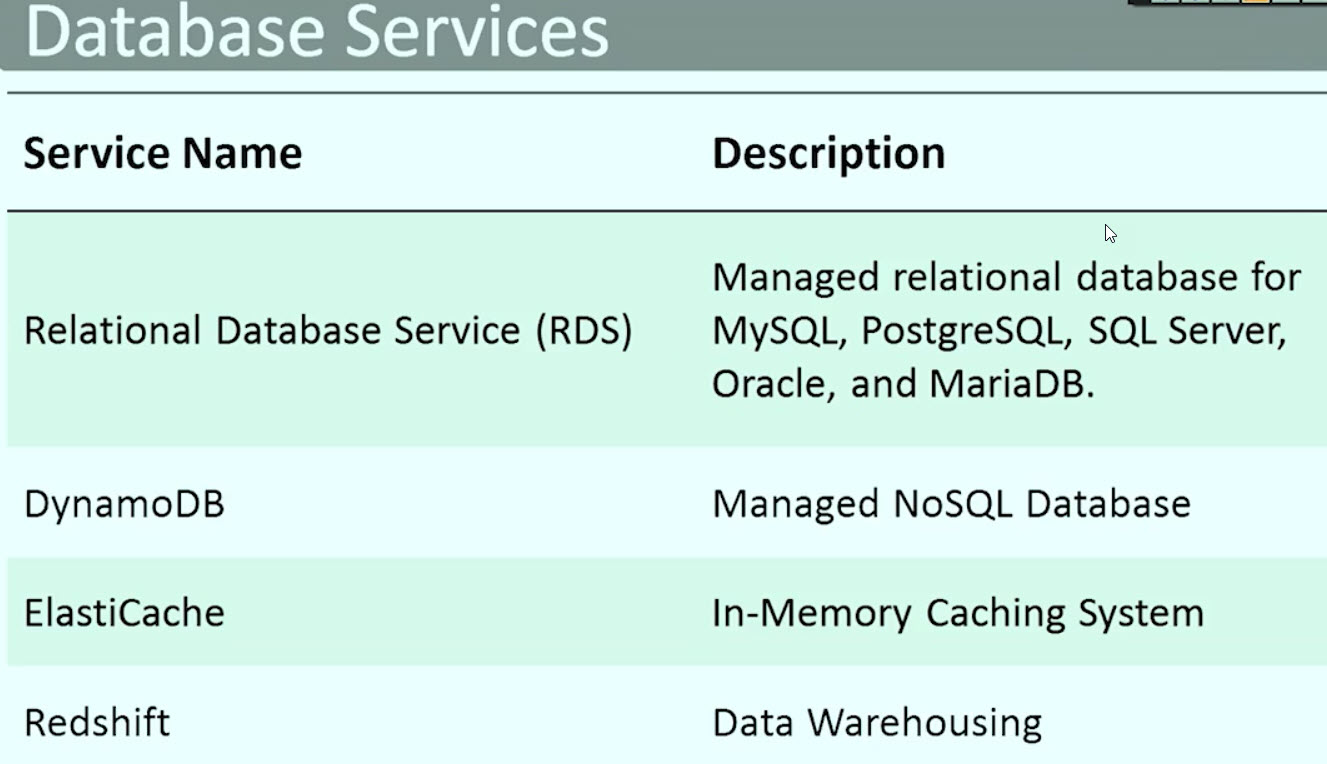 Database Services
Service Name
Description
Relational Database Service (RDS)
Managed relational database for
MySQL, PostgreSQL, SQL Server,
Oracle, and MariaDB.
DynamoDB
Managed NoSQL Database
ElastiCache
In-Memory Caching System
Redshift
Data Warehousing